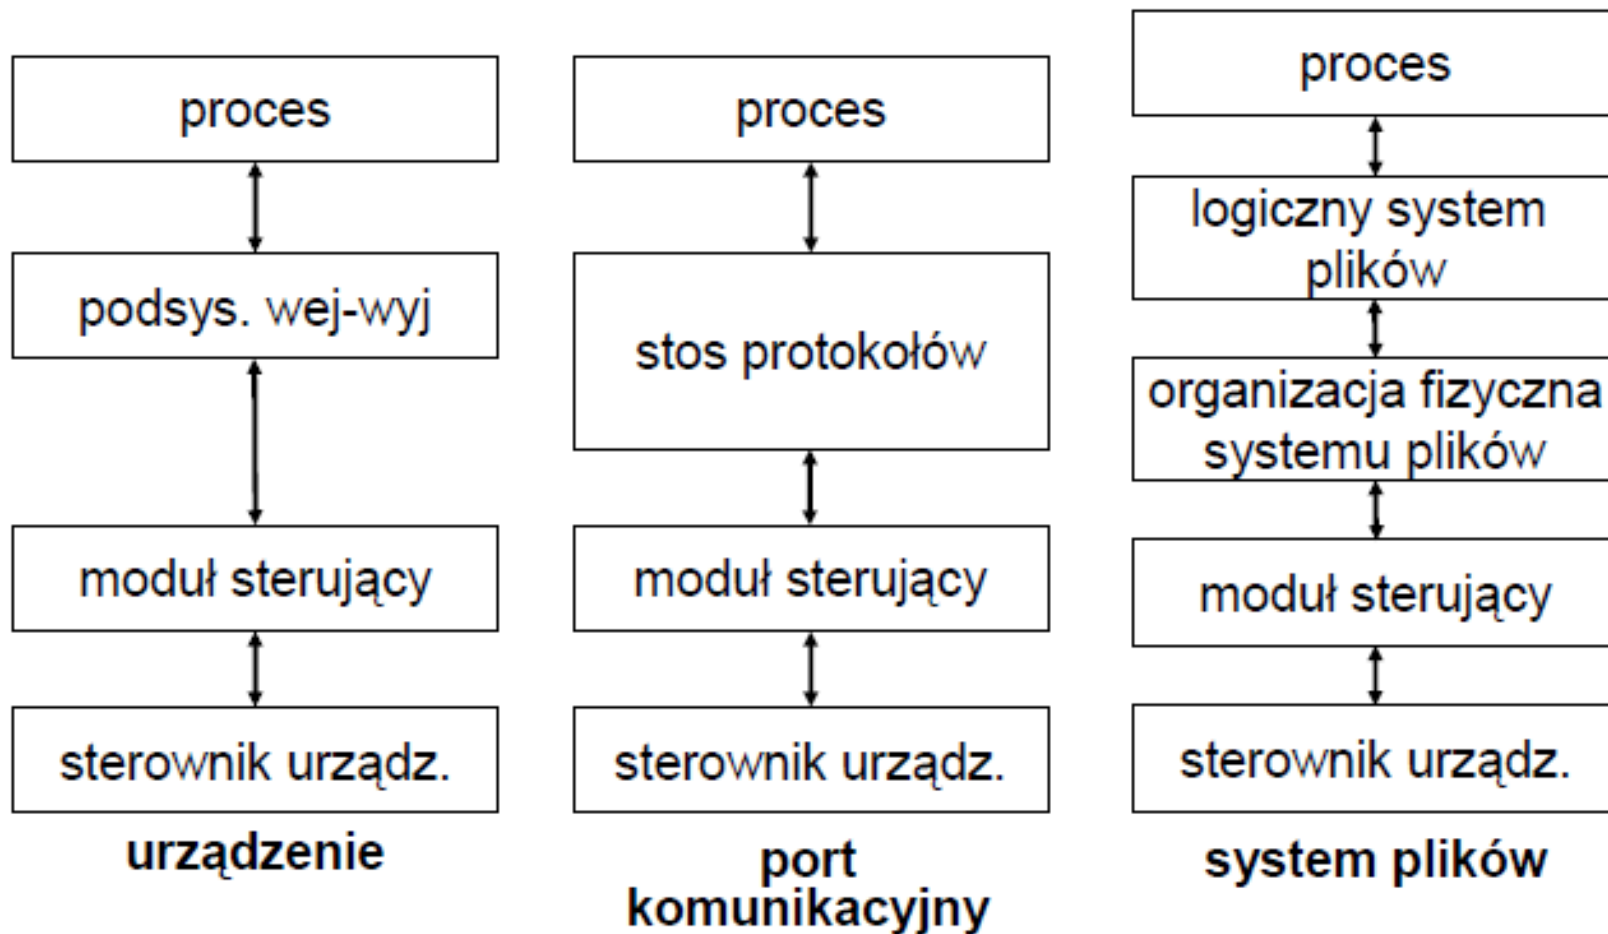 proces
podsys. wej-wyj
moduł sterujący
sterownik urządz.
urządzenie
proces
stos protokołów
moduł sterujący
sterownik urządz.
port
komunikacyjny
proces
logiczny system
plików
organizacja fizyczna
systemu plików
moduł sterujący
sterownik urządz.
system plików